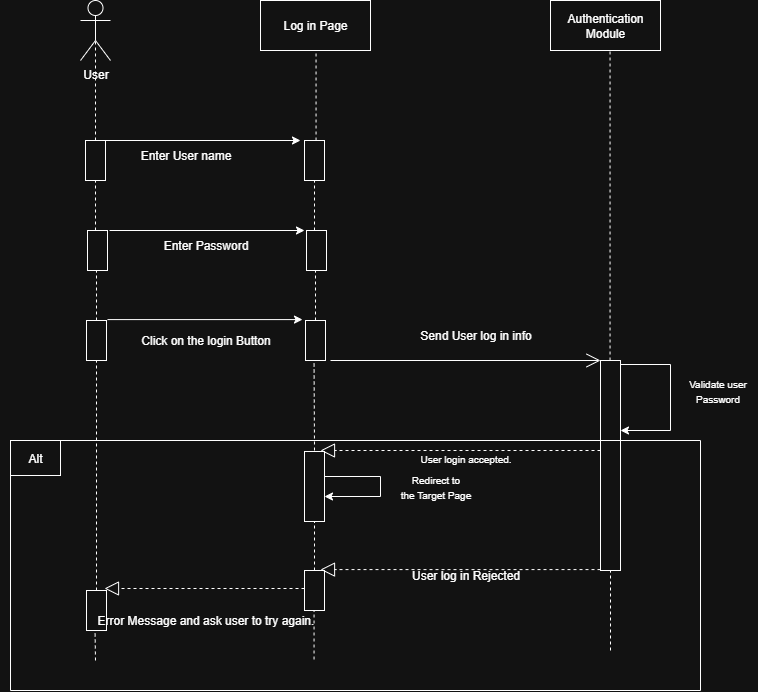 User
Log in Page
Authentication
Module
Enter User name
Enter Password
Click on the login Button
Send User log in info
Validate user
Password
Alt
User login accepted.
Redirect to
the Target Page
User log in Rejected
Error Message and ask user to try again.